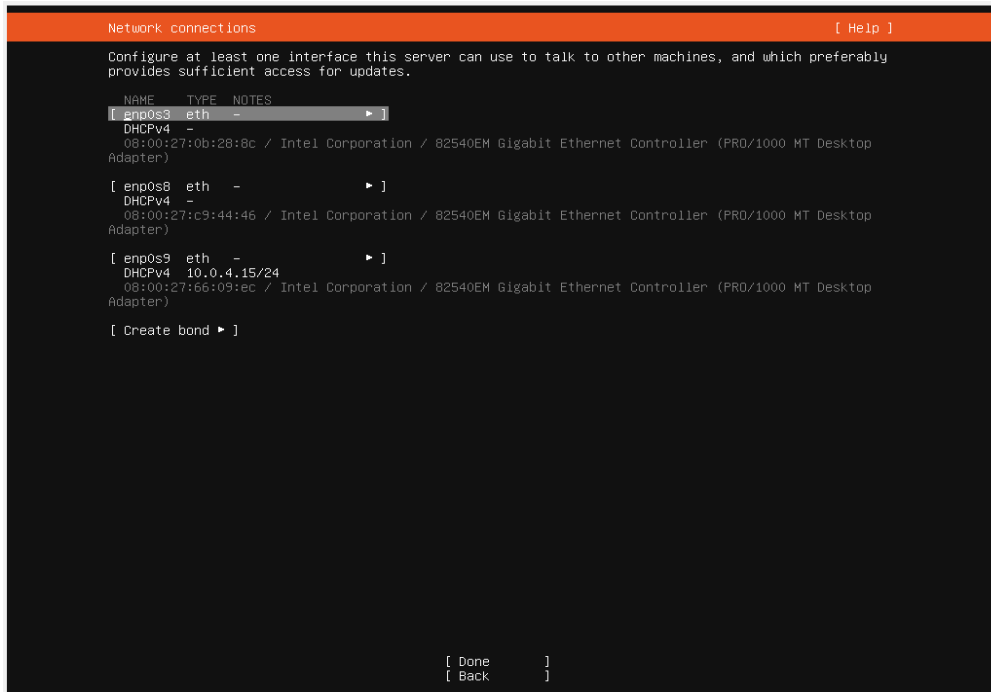 Network connections [ Help ]
Configure at least one interface this server can use to talk to other machines, and which preferably
provides sufficient access for updates.
NAME TYPE NOTES
[ enp0s3 eth – ▸ ]
DHCPv4 –
08:00:27:0b:28:8c / Intel Corporation / 82540EM Gigabit Ethernet Controller (PRO/1000 MT Desktop
Adapter)
[ enp0s8 eth – ▸ ]
DHCPv4 –
08:00:27:c9:44:46 / Intel Corporation / 82540EM Gigabit Ethernet Controller (PRO/1000 MT Desktop
Adapter)
[ enp0s9 eth – ▸ ]
DHCPv4 10.0.4.15/24
08:00:27:66:09:ec / Intel Corporation / 82540EM Gigabit Ethernet Controller (PRO/1000 MT Desktop
Adapter)
[ Create bond ▸ ]
[ Done ]
[ Back ]